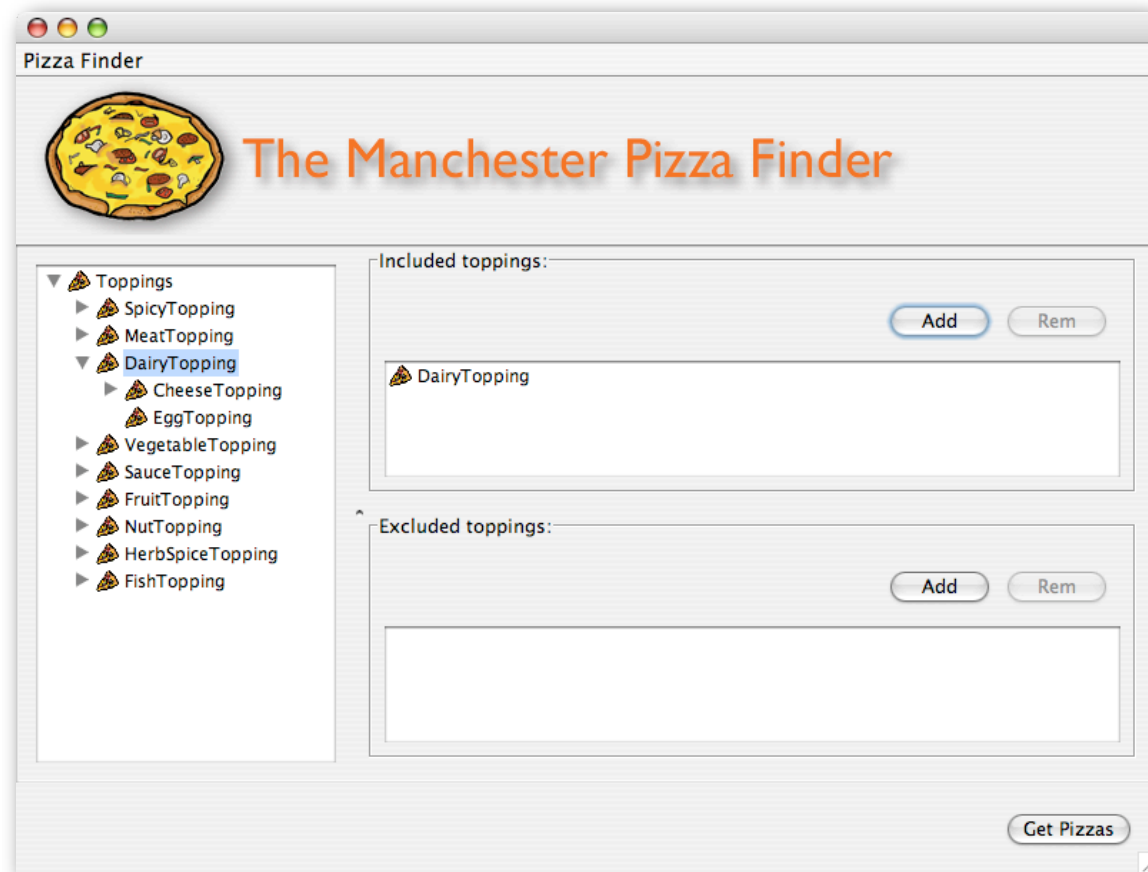 Pizza Finder
The Manchester Pizza Finder
Toppings
SpicyTopping
MeatTopping
DairyTopping
CheeseTopping
EggTopping
VegetableTopping
SauceTopping
FruitTopping
NutTopping
HerbSpiceTopping
FishTopping
Included toppings:
Add
Rem
DairyTopping
Excluded toppings:
Add
Rem
Get Pizzas